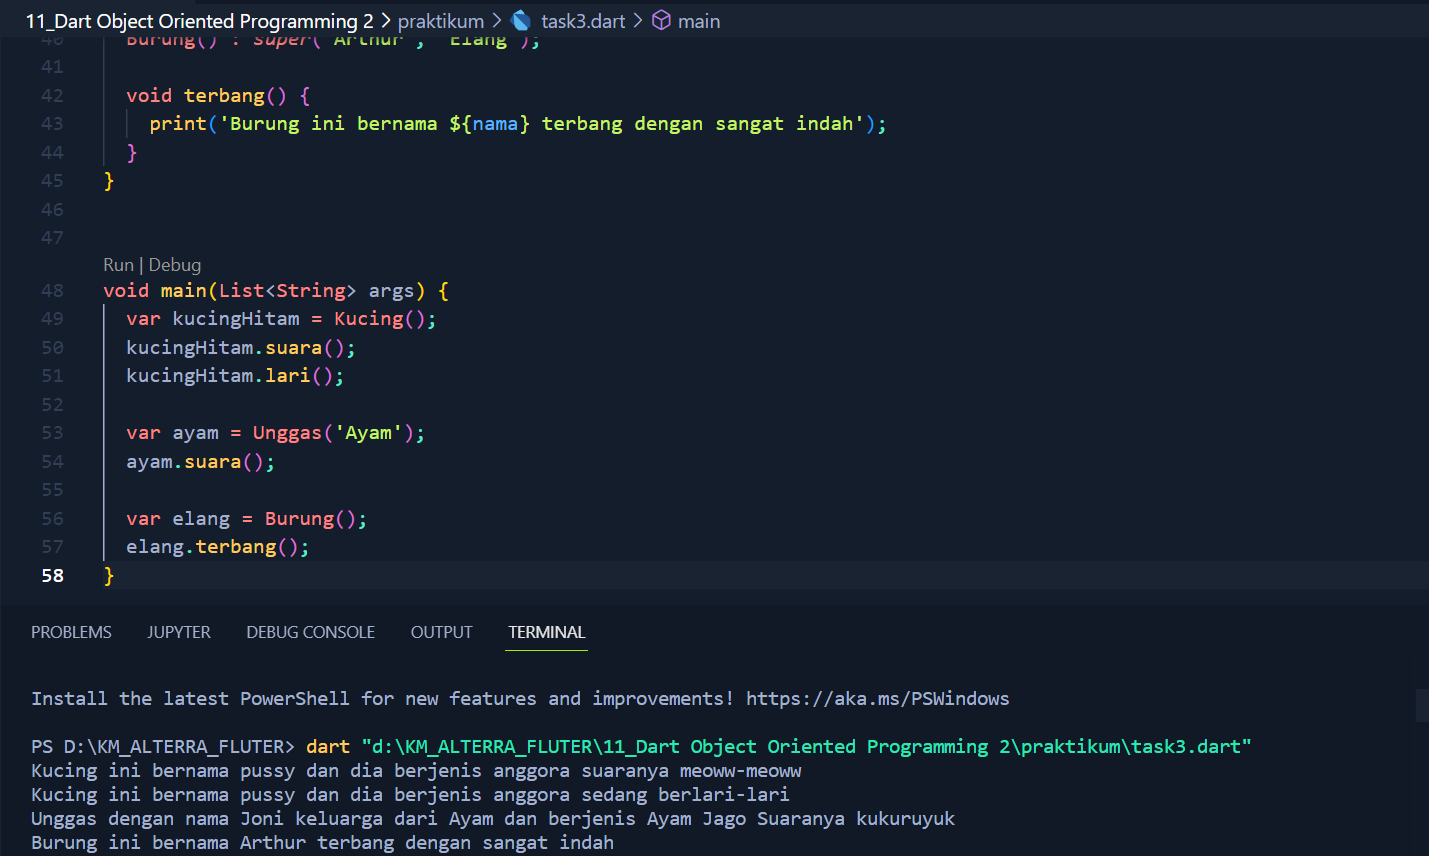 11_Dart Object Oriented Programming 2 > praktikum > task3.dart > main
40 Burung() : super('Arthur', 'Elang');
41
42 void terbang() {
43 print('Burung ini bernama ${nama} terbang dengan sangat indah');
44 }
45 }
46
47
Run | Debug
48 void main(List<String> args) {
49 var kucingHitam = Kucing();
50 kucingHitam.suara();
51 kucingHitam.lari();
52
53 var ayam = Unggas('Ayam');
54 ayam.suara();
55
56 var elang = Burung();
57 elang.terbang();
58 }
PROBLEMS JUPYTER DEBUG CONSOLE OUTPUT TERMINAL
Install the latest PowerShell for new features and improvements! https://aka.ms/PSWindows
PS D:\KM_ALTERRA_FLUTER> dart "d:\KM_ALTERRA_FLUTER\11_Dart Object Oriented Programming 2\praktikum\task3.dart"
Kucing ini bernama pussy dan dia berjenis anggora suaranya meoww-meoww
Kucing ini bernama pussy dan dia berjenis anggora sedang berlari-lari
Unggas dengan nama Joni keluarga dari Ayam dan berjenis Ayam Jago Suaranya kukuruyuk
Burung ini bernama Arthur terbang dengan sangat indah